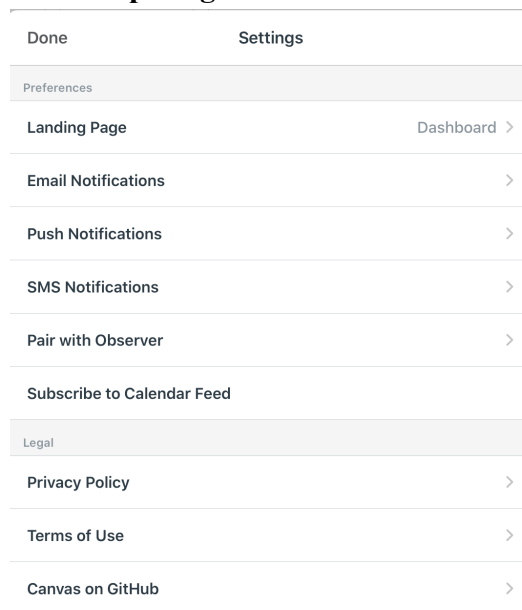 Done Settings
Preferences
Landing Page Dashboard
Email Notifications
Push Notifications
SMS Notifications
Pair with Observer
Subscribe to Calendar Feed
Legal
Privacy Policy
Terms of Use
Canvas on GitHub